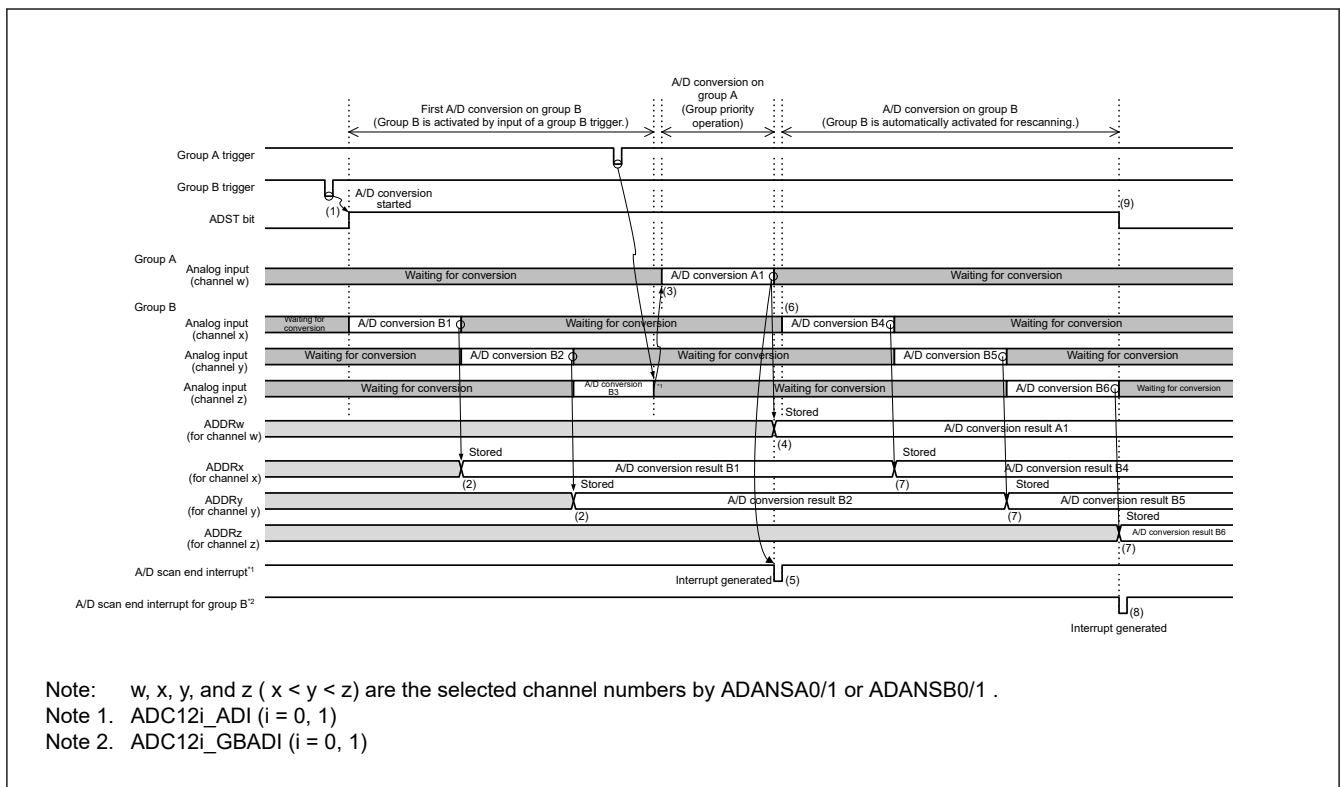 A/D conversion on
group A
(Group priority
operation)
First A/D conversion on group B
(Group B is activated by input of a group B trigger.)
A/D conversion on group B
(Group B is automatically activated for rescanning.)
Group A trigger
Group B trigger
A/D conversion
started
(1)
(9)
ADST bit
Group A
Analog input
(channel w)
Waiting for conversion
A/D conversion A1
Waiting for conversion
(3)
Group B
(6)
Analog input
(channel x)
Waiting for
conversion
A/D conversion B1
Waiting for conversion
A/D conversion B4
Waiting for conversion
Analog input
(channel y)
Waiting for conversion
A/D conversion B2
Waiting for conversion
A/D conversion B5
Waiting for conversion
Analog input
(channel z)
Waiting for conversion
A/D conversion
B3
*1
Waiting for conversion
A/D conversion B6
Waiting for conversion
Stored
ADDRw
(for channel w)
A/D conversion result A1
(4)
Stored
Stored
ADDRx
(for channel x)
A/D conversion result B1
A/D conversion result B4
(2)
(7)
Stored
Stored
ADDRy
(for channel y)
A/D conversion result B2
A/D conversion result B5
(2)
(7)
Stored
ADDRz
(for channel z)
A/D conversion result B6
(7)
A/D scan end interrupt*1
Interrupt generated
(5)
A/D scan end interrupt for group B*2
(8)
Interrupt generated
Note: w, x, y, and z ( x < y < z) are the selected channel numbers by ADANSA0/1 or ADANSB0/1 .
Note 1. ADC12i_ADI (i = 0, 1)
Note 2. ADC12i_GBADI (i = 0, 1)